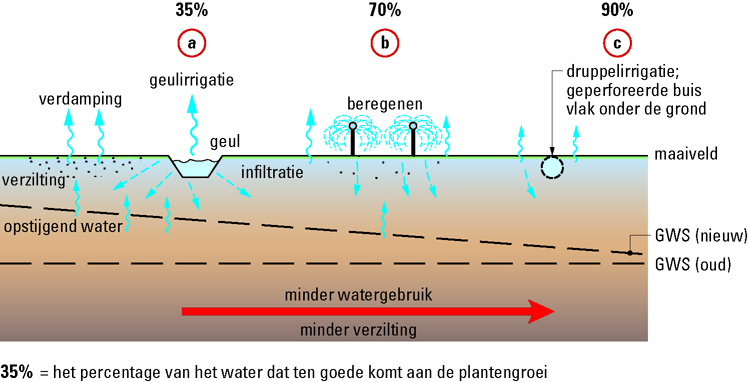 35%
70%
90%
a
b
c
geulirrigatie
verdamping
geul
beregenen
druppelirrigatie;
geperforeerde buis
vlak onder de grond
maaiveld
verzilting
infiltratie
opstijgend water
GWS (nieuw)
GWS (oud)
minder watergebruik
minder verzilting
35% = het percentage van het water dat ten goede komt aan de plantengroei